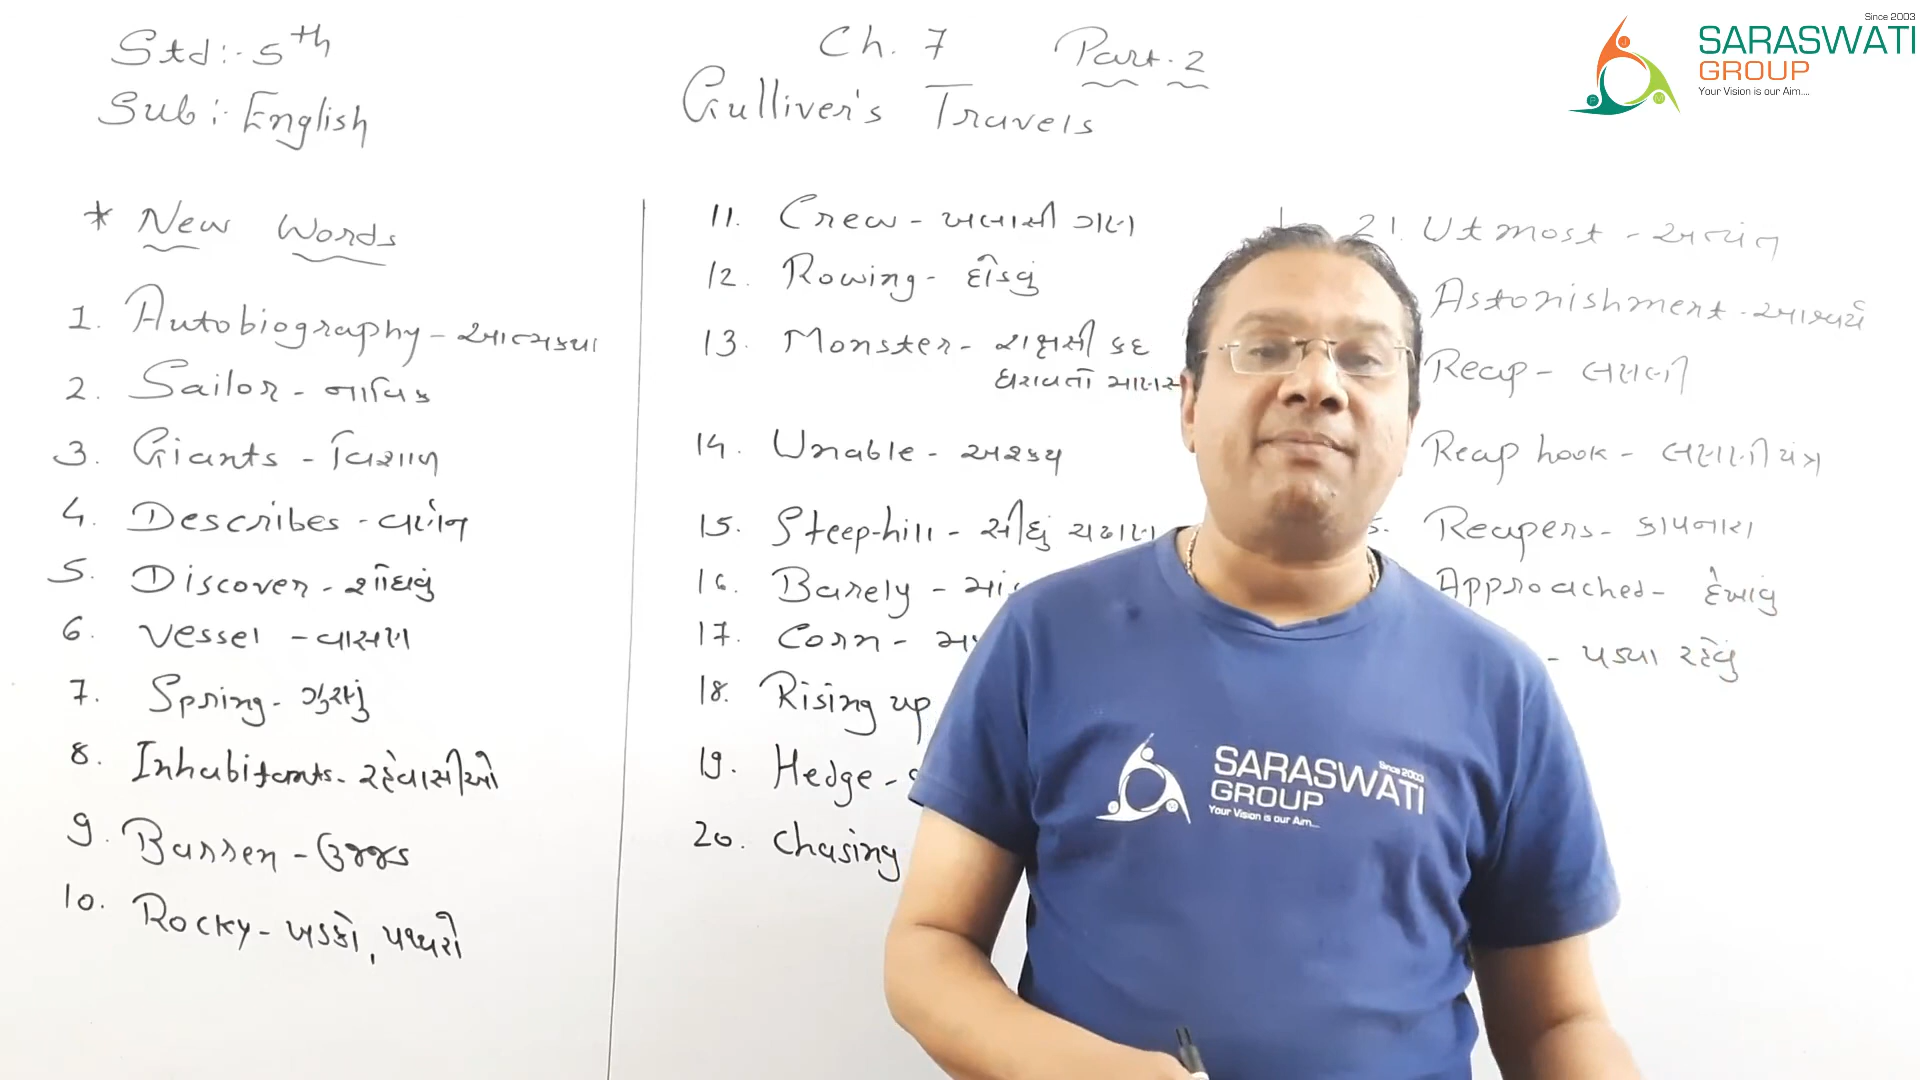 Std:- 5th
Sub:- English
Ch. 7 Part-2
Gulliver's Travels
Since 2003
SARASWATI
GROUP
Your Vision is our Aim....
* New Words
1. Autobiography - આત્મકથા
2. Sailor - નાવિક
3. Giants - વિશાળ
4. Describes - વર્ણન
5. Discover - શોધવું
6. Vessel - વાસણ
7. Spring - ઝરણું
8. Inhabitants - રહેવાસીઓ
9. Barren - ઉજ્જડ
10. Rocky - ખડકો, પથ્થરો
11. Crew - ખલાસી ગણ
12. Rowing - દોડવું
13. Monster - રાક્ષસી કદ
ધરાવતો માણસ
14. Unable - અશક્ય
15. Steep-hill - સીધું ચઢાણ
16. Barely -
17. Corn -
18. Rising up
19. Hedge -
20. Chasing
21. Utmost - અત્યંત
Astonishment - આશ્ચર્ય
Reap - લણણી
Reap hook - લણણી યંત્ર
5. Reapers - કાપનારા
Approached - દેખાવું
- પડ્યા રહેવું
SARASWATI
Since 2003
GROUP
Your Vision is our Aim....